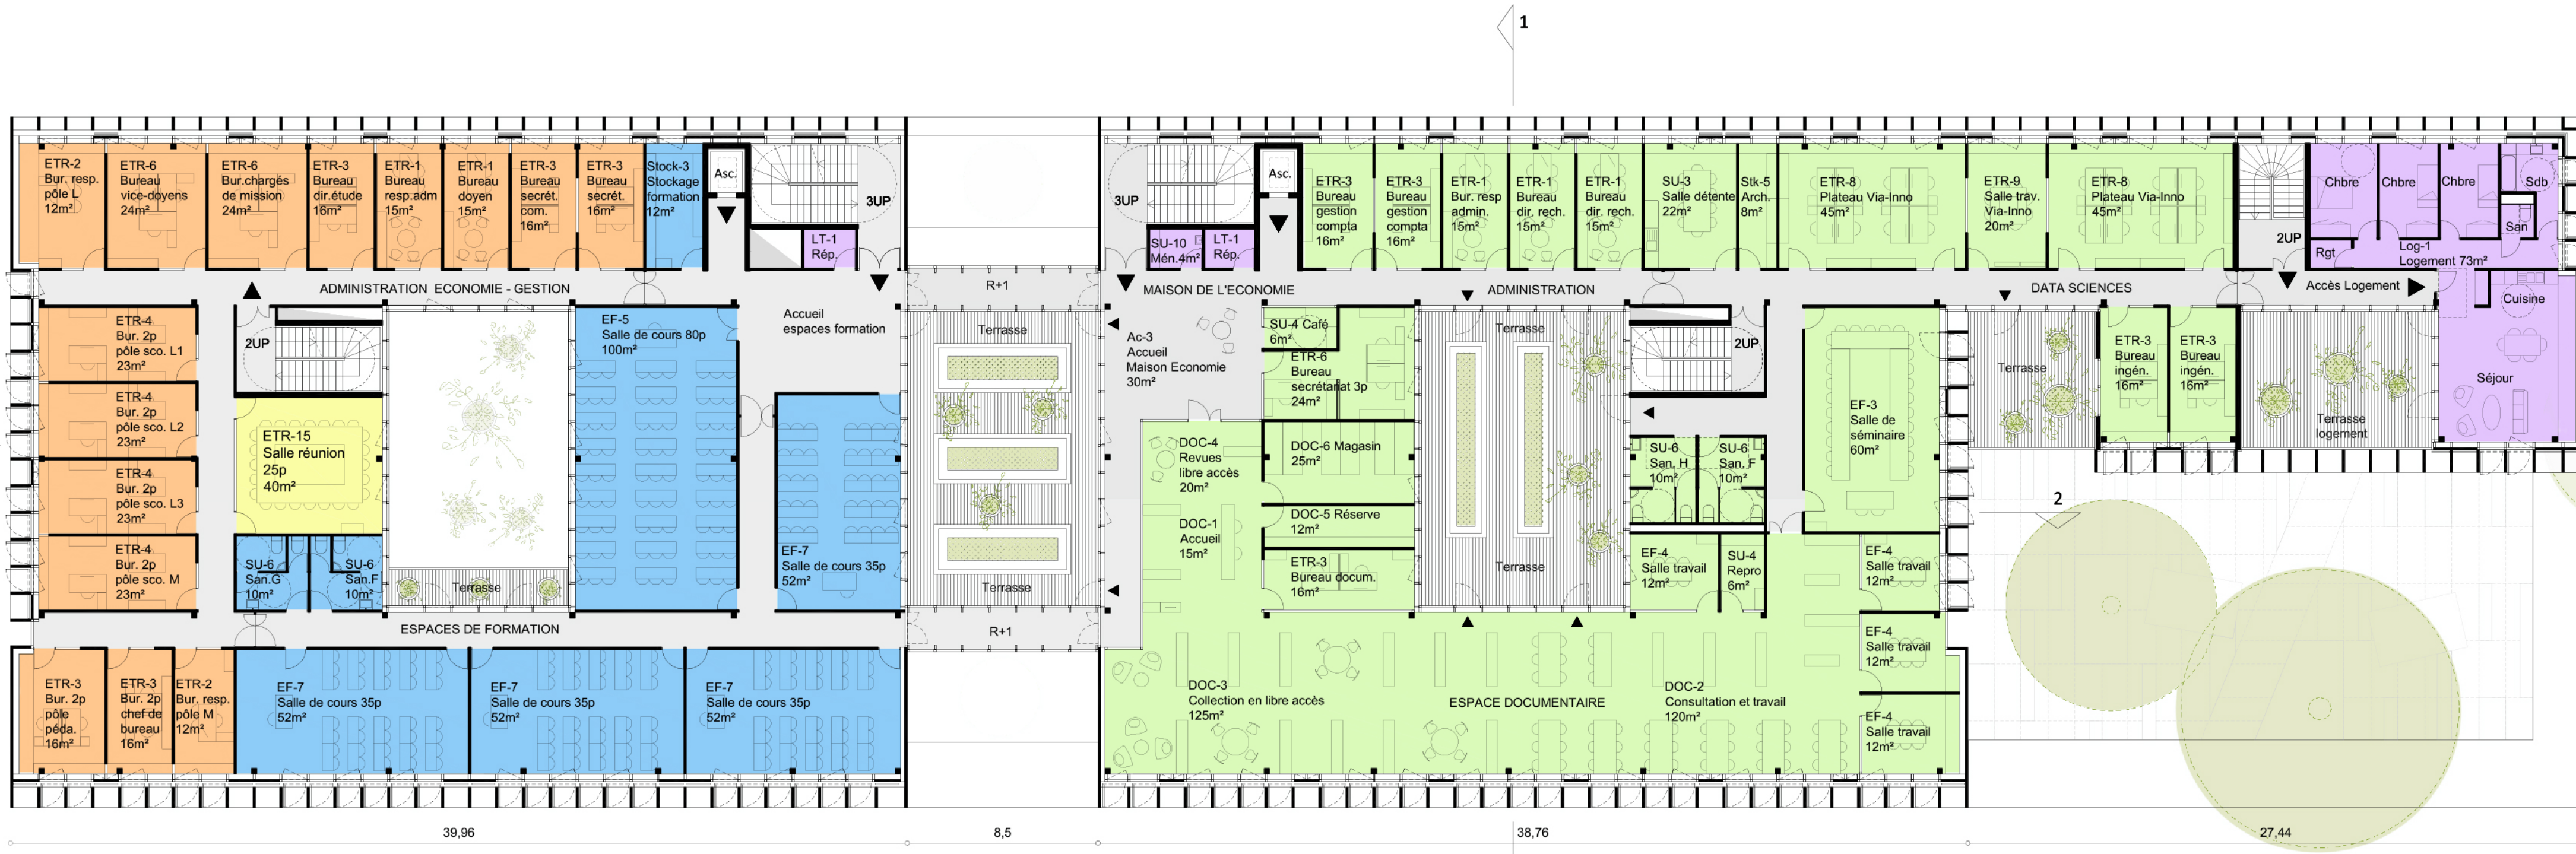 1
ETR-2
Bur. resp.
pôle L
12m²
ETR-6
Bureau
vice-doyens
24m²
ETR-6
Bur.chargés
de mission
24m²
ETR-3
Bureau
dir.étude
16m²
ETR-1
Bureau
resp.adm
15m²
ETR-1
Bureau
doyen
15m²
ETR-3
Bureau
secrét.
com.
16m²
ETR-3
Bureau
secrét.
16m²
Stock-3
Stockage
formation
12m²
Asc.
3UP
LT-1
Rép.
3UP
SU-10
Mén.4m²
LT-1
Rép.
Asc.
ETR-3
Bureau
gestion
compta
16m²
ETR-3
Bureau
gestion
compta
16m²
ETR-1
Bur. resp
admin.
15m²
ETR-1
Bureau
dir. rech.
15m²
ETR-1
Bureau
dir. rech.
15m²
SU-3
Salle détente
22m²
Stk-5
Arch.
8m²
ETR-8
Plateau Via-Inno
45m²
ETR-9
Salle trav.
Via-Inno
20m²
ETR-8
Plateau Via-Inno
45m²
2UP
Chbre
Chbre
Chbre
Sdb
San
Rgt
Log-1
Logement 73m²
ADMINISTRATION ECONOMIE - GESTION
R+1
MAISON DE L'ECONOMIE
ADMINISTRATION
DATA SCIENCES
Accès Logement
Cuisine
Séjour
ETR-4
Bur. 2p
pôle sco. L1
23m²
ETR-4
Bur. 2p
pôle sco. L2
23m²
ETR-4
Bur. 2p
pôle sco. L3
23m²
ETR-4
Bur. 2p
pôle sco. M
23m²
2UP
ETR-15
Salle réunion
25p
40m²
SU-6
San.G
10m²
SU-6
San.F
10m²
Terrasse
EF-5
Salle de cours 80p
100m²
Accueil
espaces formation
EF-7
Salle de cours 35p
52m²
Terrasse
Terrasse
Ac-3
Accueil
Maison Economie
30m²
SU-4 Café
6m²
ETR-6
Bureau
secrétariat 3p
24m²
DOC-4
Revues
libre accès
20m²
DOC-6 Magasin
25m²
DOC-1
Accueil
15m²
DOC-5 Réserve
12m²
ETR-3
Bureau docum.
16m²
Terrasse
Terrasse
2UP
SU-6
San. H
10m²
SU-6
San. F
10m²
EF-4
Salle travail
12m²
SU-4
Repro
6m²
EF-3
Salle de
séminaire
60m²
EF-4
Salle travail
12m²
EF-4
Salle travail
12m²
EF-4
Salle travail
12m²
Terrasse
ETR-3
Bureau
ingén.
16m²
ETR-3
Bureau
ingén.
16m²
Terrasse
logement
2
ESPACES DE FORMATION
R+1
ETR-3
Bur. 2p
pôle
péda.
16m²
ETR-3
Bur. 2p
chef de
bureau
16m²
ETR-2
Bur. resp.
pôle M
12m²
EF-7
Salle de cours 35p
52m²
EF-7
Salle de cours 35p
52m²
EF-7
Salle de cours 35p
52m²
DOC-3
Collection en libre accès
125m²
ESPACE DOCUMENTAIRE
DOC-2
Consultation et travail
120m²
39,96
8,5
38,76
27,44